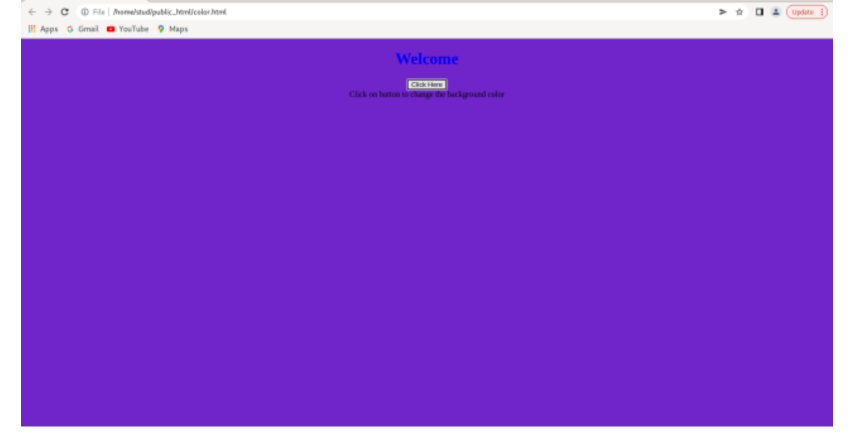 File | /home/stud/public_html/color.html
Update
Apps Gmail YouTube Maps
Welcome
Click Here
Click on button to change the background color